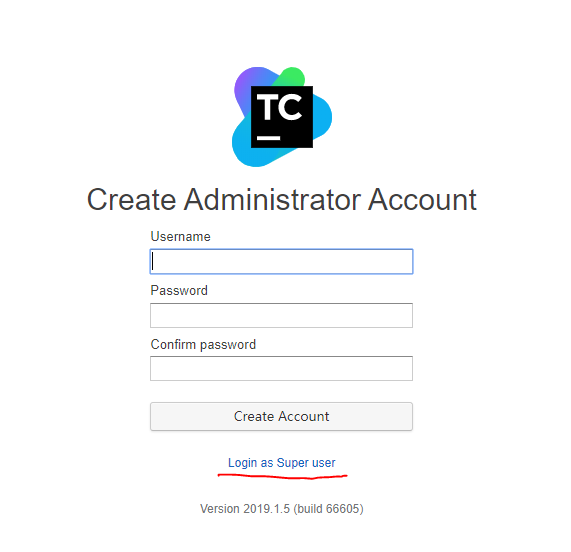 TC
Create Administrator Account
Username
Password
Confirm password
Create Account
Login as Super user
Version 2019.1.5 (build 66605)